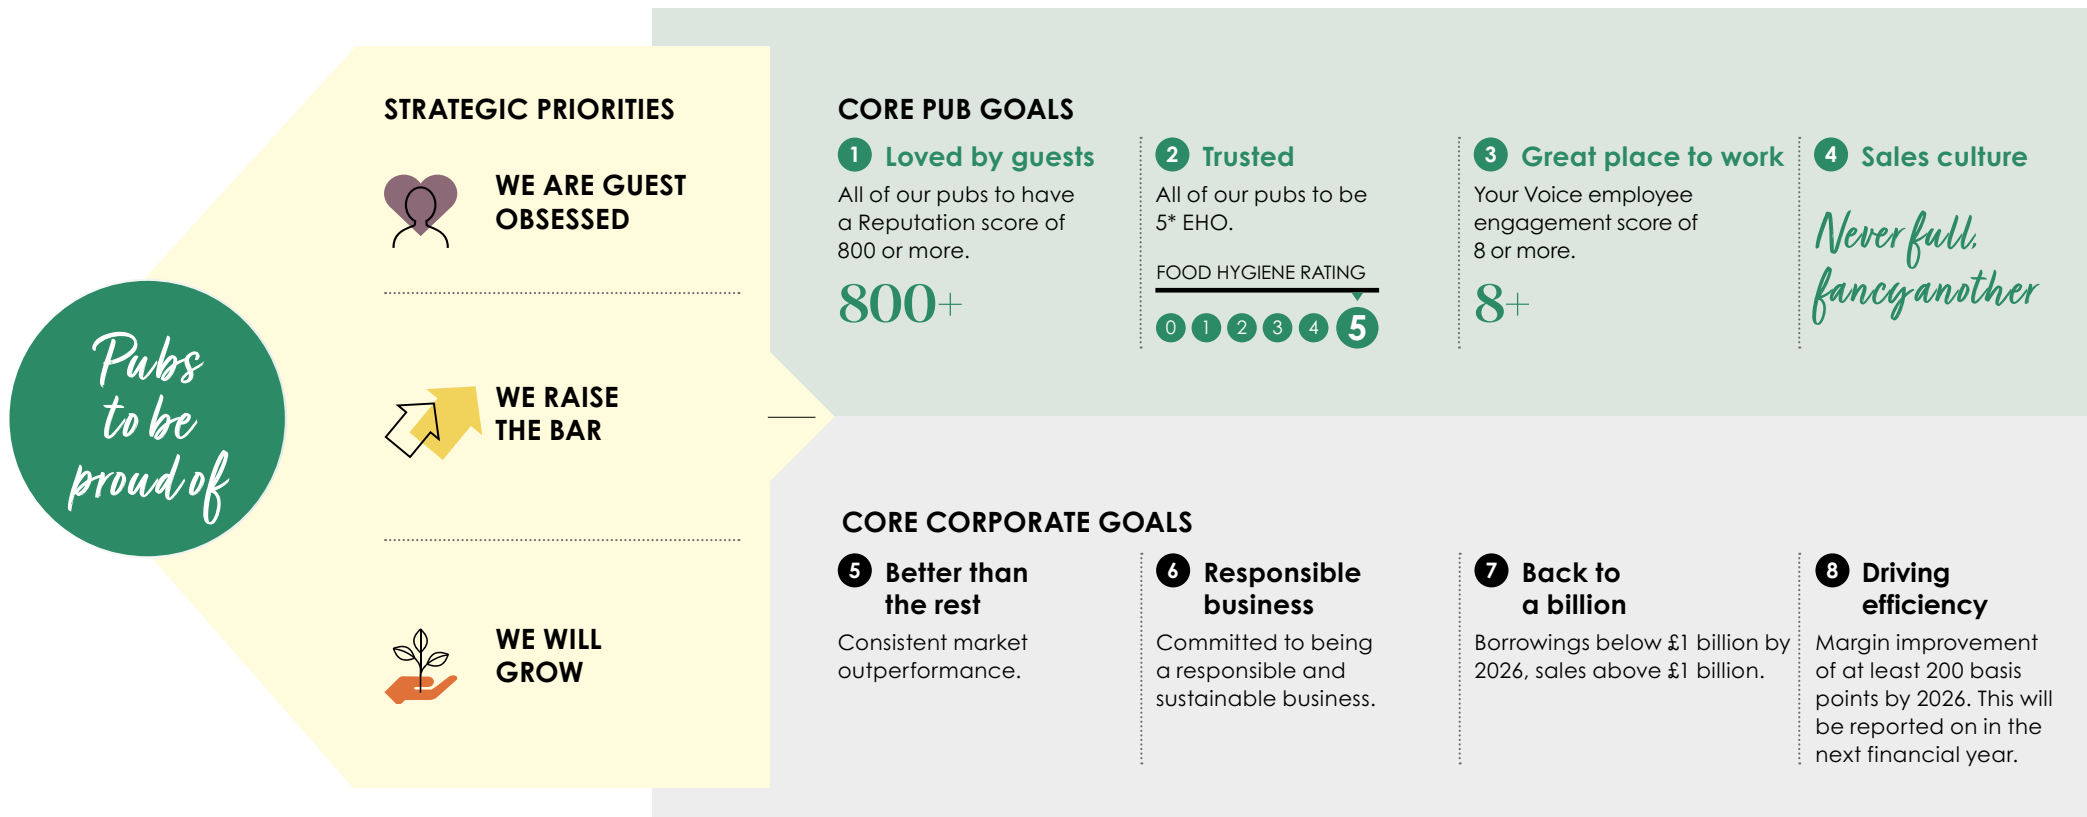 Pubs
to be
proud of
STRATEGIC PRIORITIES
WE ARE GUEST
OBSESSED
WE RAISE
THE BAR
WE WILL
GROW
CORE PUB GOALS
1 Loved by guests
All of our pubs to have
a Reputation score of
800 or more.
800+
2 Trusted
All of our pubs to be
5* EHO.
FOOD HYGIENE RATING
0 1 2 3 4 5
3 Great place to work
Your Voice employee
engagement score of
8 or more.
8+
4 Sales culture
Never full,
fancy another
CORE CORPORATE GOALS
5 Better than
the rest
Consistent market
outperformance.
6 Responsible
business
Committed to being
a responsible and
sustainable business.
7 Back to
a billion
Borrowings below £1 billion by
2026, sales above £1 billion.
8 Driving
efficiency
Margin improvement
of at least 200 basis
points by 2026. This will
be reported on in the
next financial year.